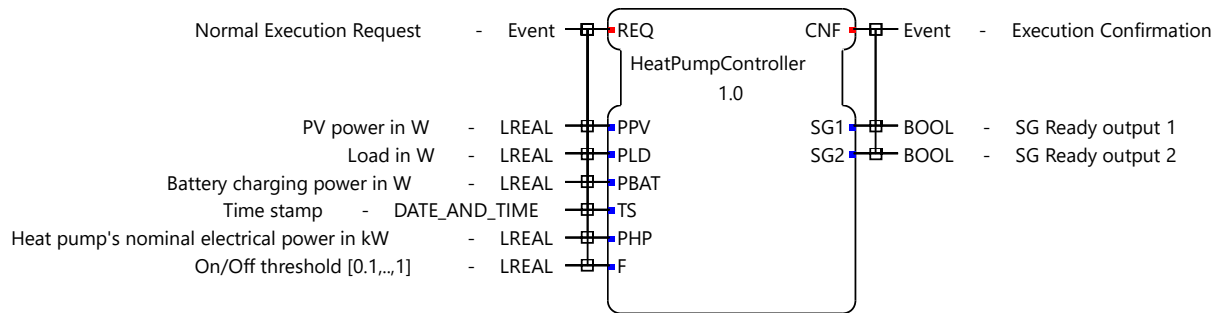 Normal Execution Request - Event REQ CNF Event - Execution Confirmation
HeatPumpController
1.0
PV power in W - LREAL PPV SG1 BOOL - SG Ready output 1
Load in W - LREAL PLD SG2 BOOL - SG Ready output 2
Battery charging power in W - LREAL PBAT
Time stamp - DATE_AND_TIME TS
Heat pump's nominal electrical power in kW - LREAL PHP
On/Off threshold [0.1,..,1] - LREAL F